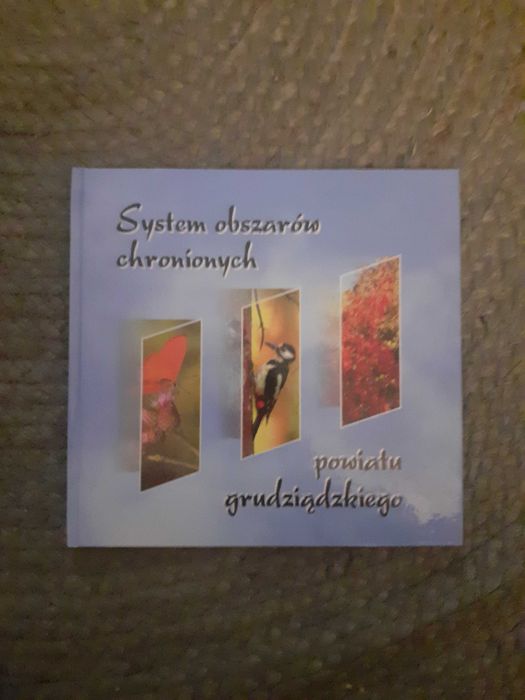 System obszarów
chronionych
powiatu
grudziądzkiego